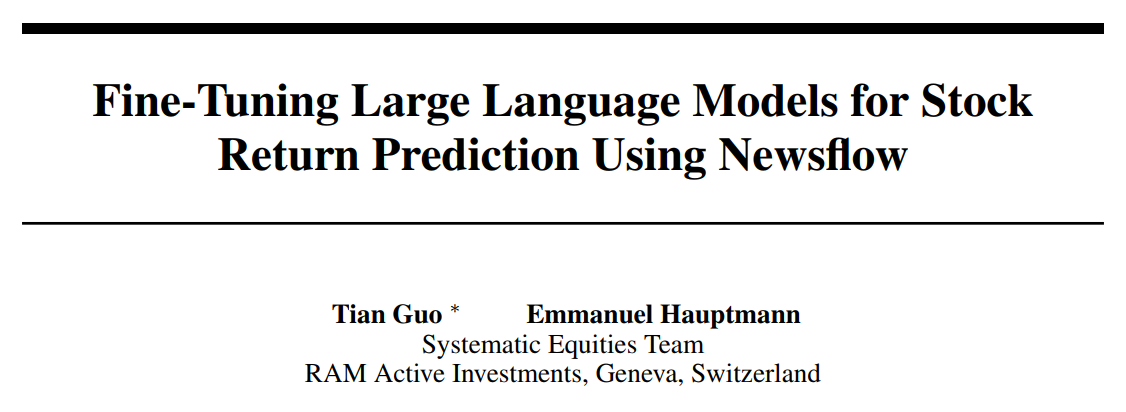 Fine-Tuning Large Language Models for Stock
Return Prediction Using Newsflow
Tian Guo * Emmanuel Hauptmann
Systematic Equities Team
RAM Active Investments, Geneva, Switzerland